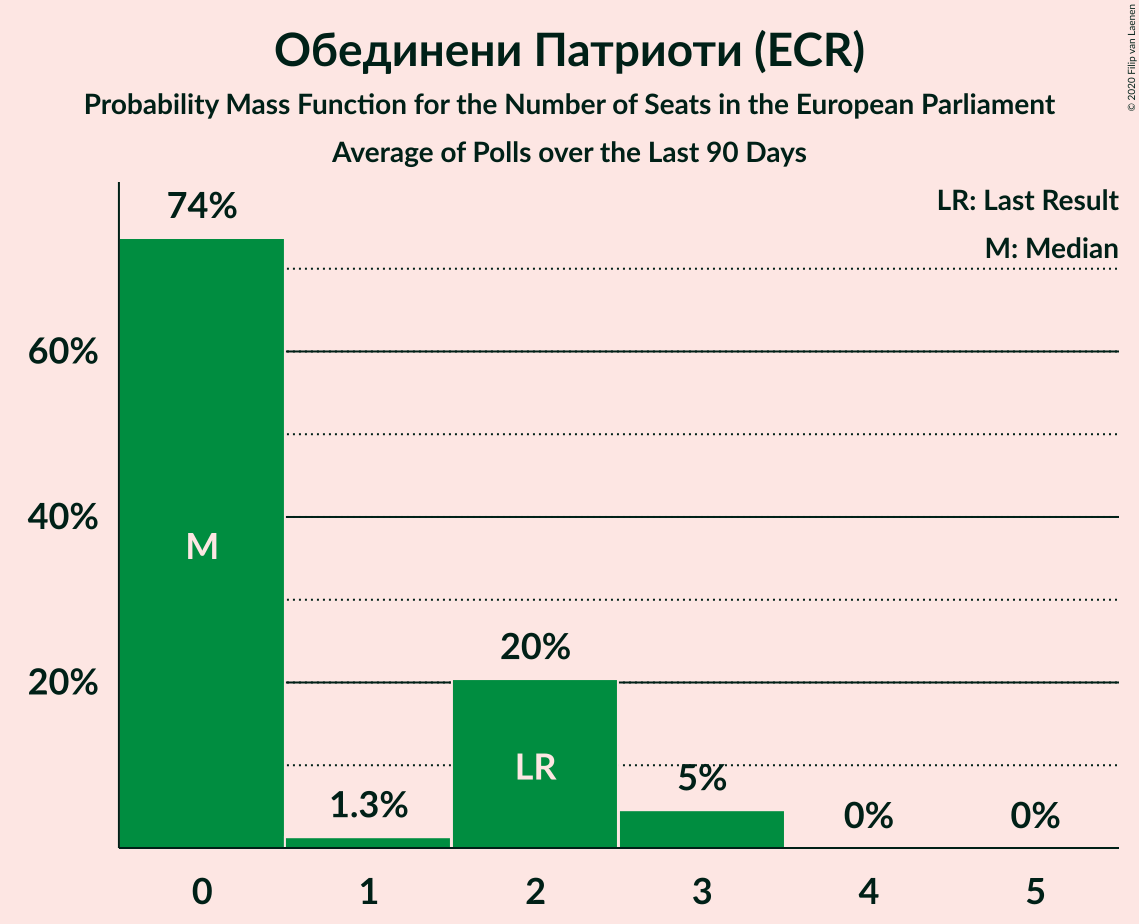 Обединени Патриоти (ECR)
Probability Mass Function for the Number of Seats in the European Parliament
Average of Polls over the Last 90 Days
© 2020 Filip van Laenen
LR: Last Result
M: Median
74%
60%
40%
20%
M
1.3%
20%
LR
5%
0%
0%
0
1
2
3
4
5